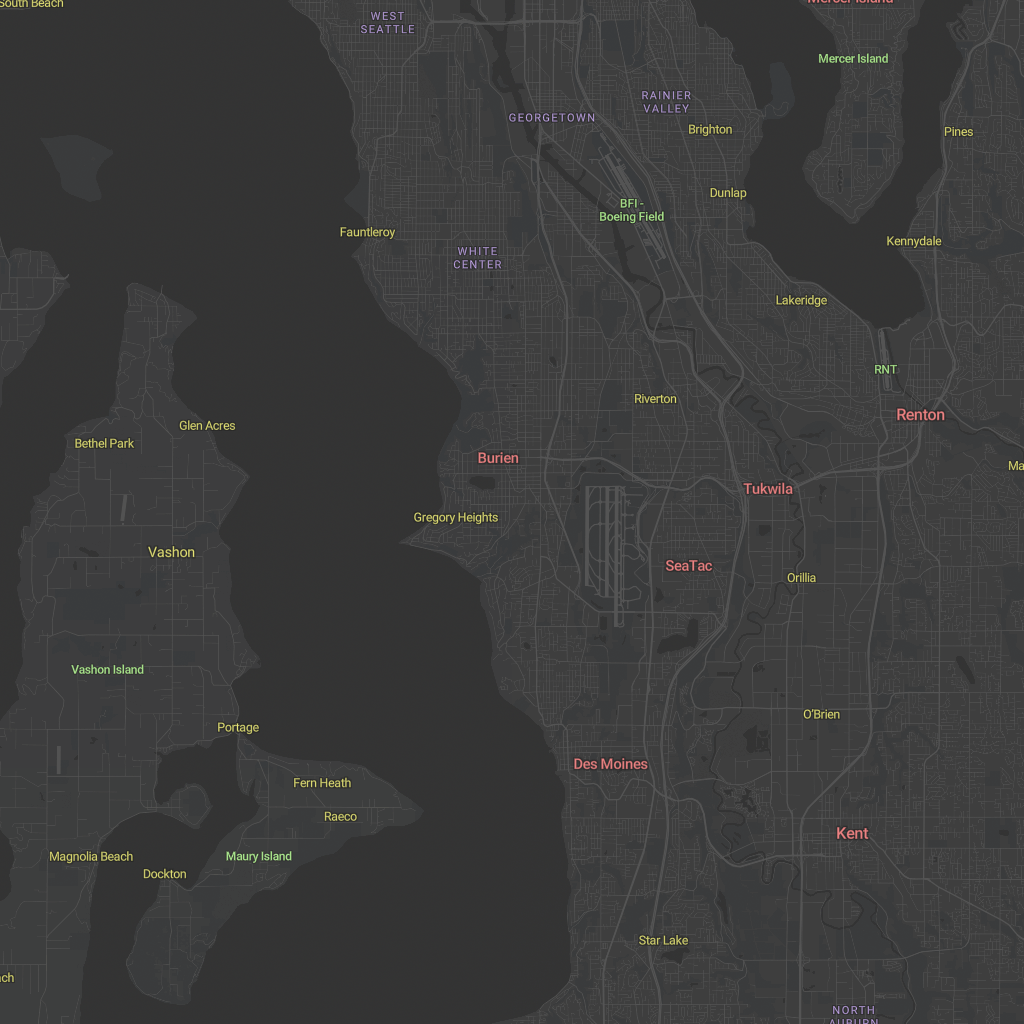 South Beach
Mercer Island
WEST
SEATTLE
Mercer Island
RAINIER
VALLEY
GEORGETOWN
Brighton
Pines
Dunlap
BFI -
Boeing Field
Fauntleroy
Kennydale
WHITE
CENTER
Lakeridge
RNT
Riverton
Renton
Glen Acres
Bethel Park
Burien
Ma
Tukwila
Gregory Heights
Vashon
SeaTac
Orillia
Vashon Island
O'Brien
Portage
Des Moines
Fern Heath
Raeco
Kent
Magnolia Beach
Maury Island
Dockton
Star Lake
ach
NORTH
AUBURN